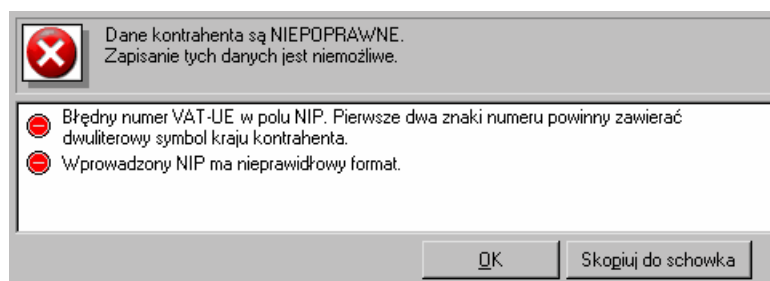 Dane kontrahenta są NIEPOPRAWNE.
Zapisanie tych danych jest niemożliwe.
Błędny numer VAT-UE w polu NIP. Pierwsze dwa znaki numeru powinny zawierać
dwuliterowy symbol kraju kontrahenta.
Wprowadzony NIP ma nieprawidłowy format.
OK
Skopiuj do schowka